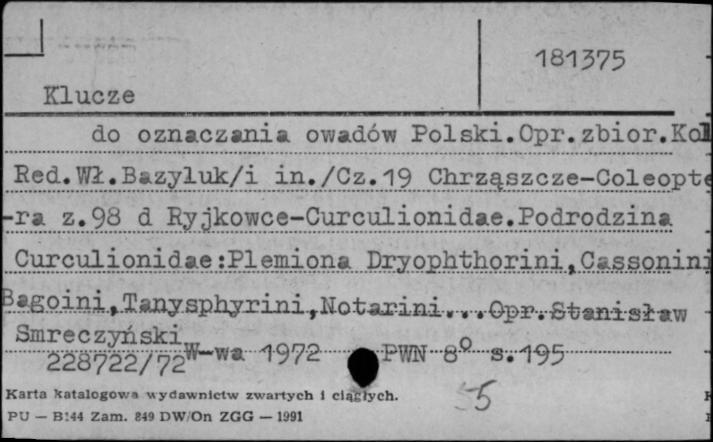 181375
Klucze
do oznaczania owadów Polski.Opr.zbior.Kol
Red.Wł.Bazyluk/i in./Cz.19 Chrząszcze-Coleopte
-ra z.98 d Ryjkowce-Curculionidae.Podrodzina
Curculionidae:Plemiona Dryophthorini,Cassonini
Bagoini,Tanysphyrini,Notarini...Opr.Stanisław
Smreczyński
228722/72 W-wa 1972 PWN 8° s.195
Karta katalogowa wydawnictw zwartych i ciągłych.
55
PU — B144 Zam. 849 DW/On ZGG — 1991